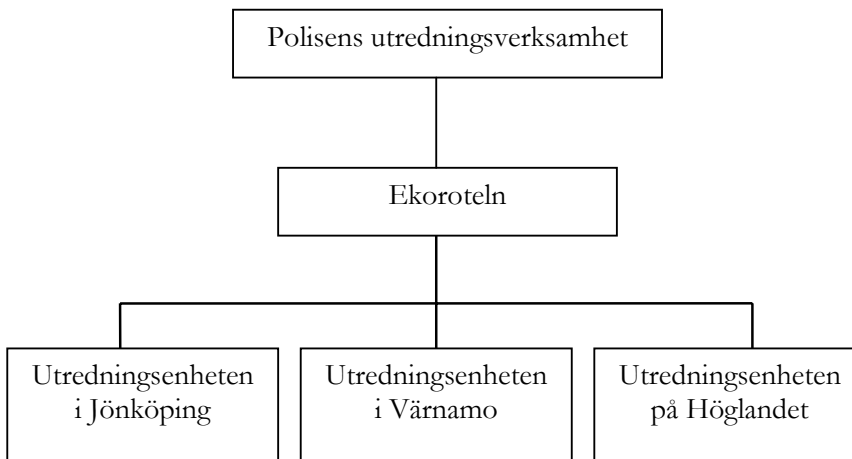 Polisens utredningsverksamhet
Ekoroteln
Utredningsenheten
i Jönköping
Utredningsenheten
i Värnamo
Utredningsenheten
på Höglandet